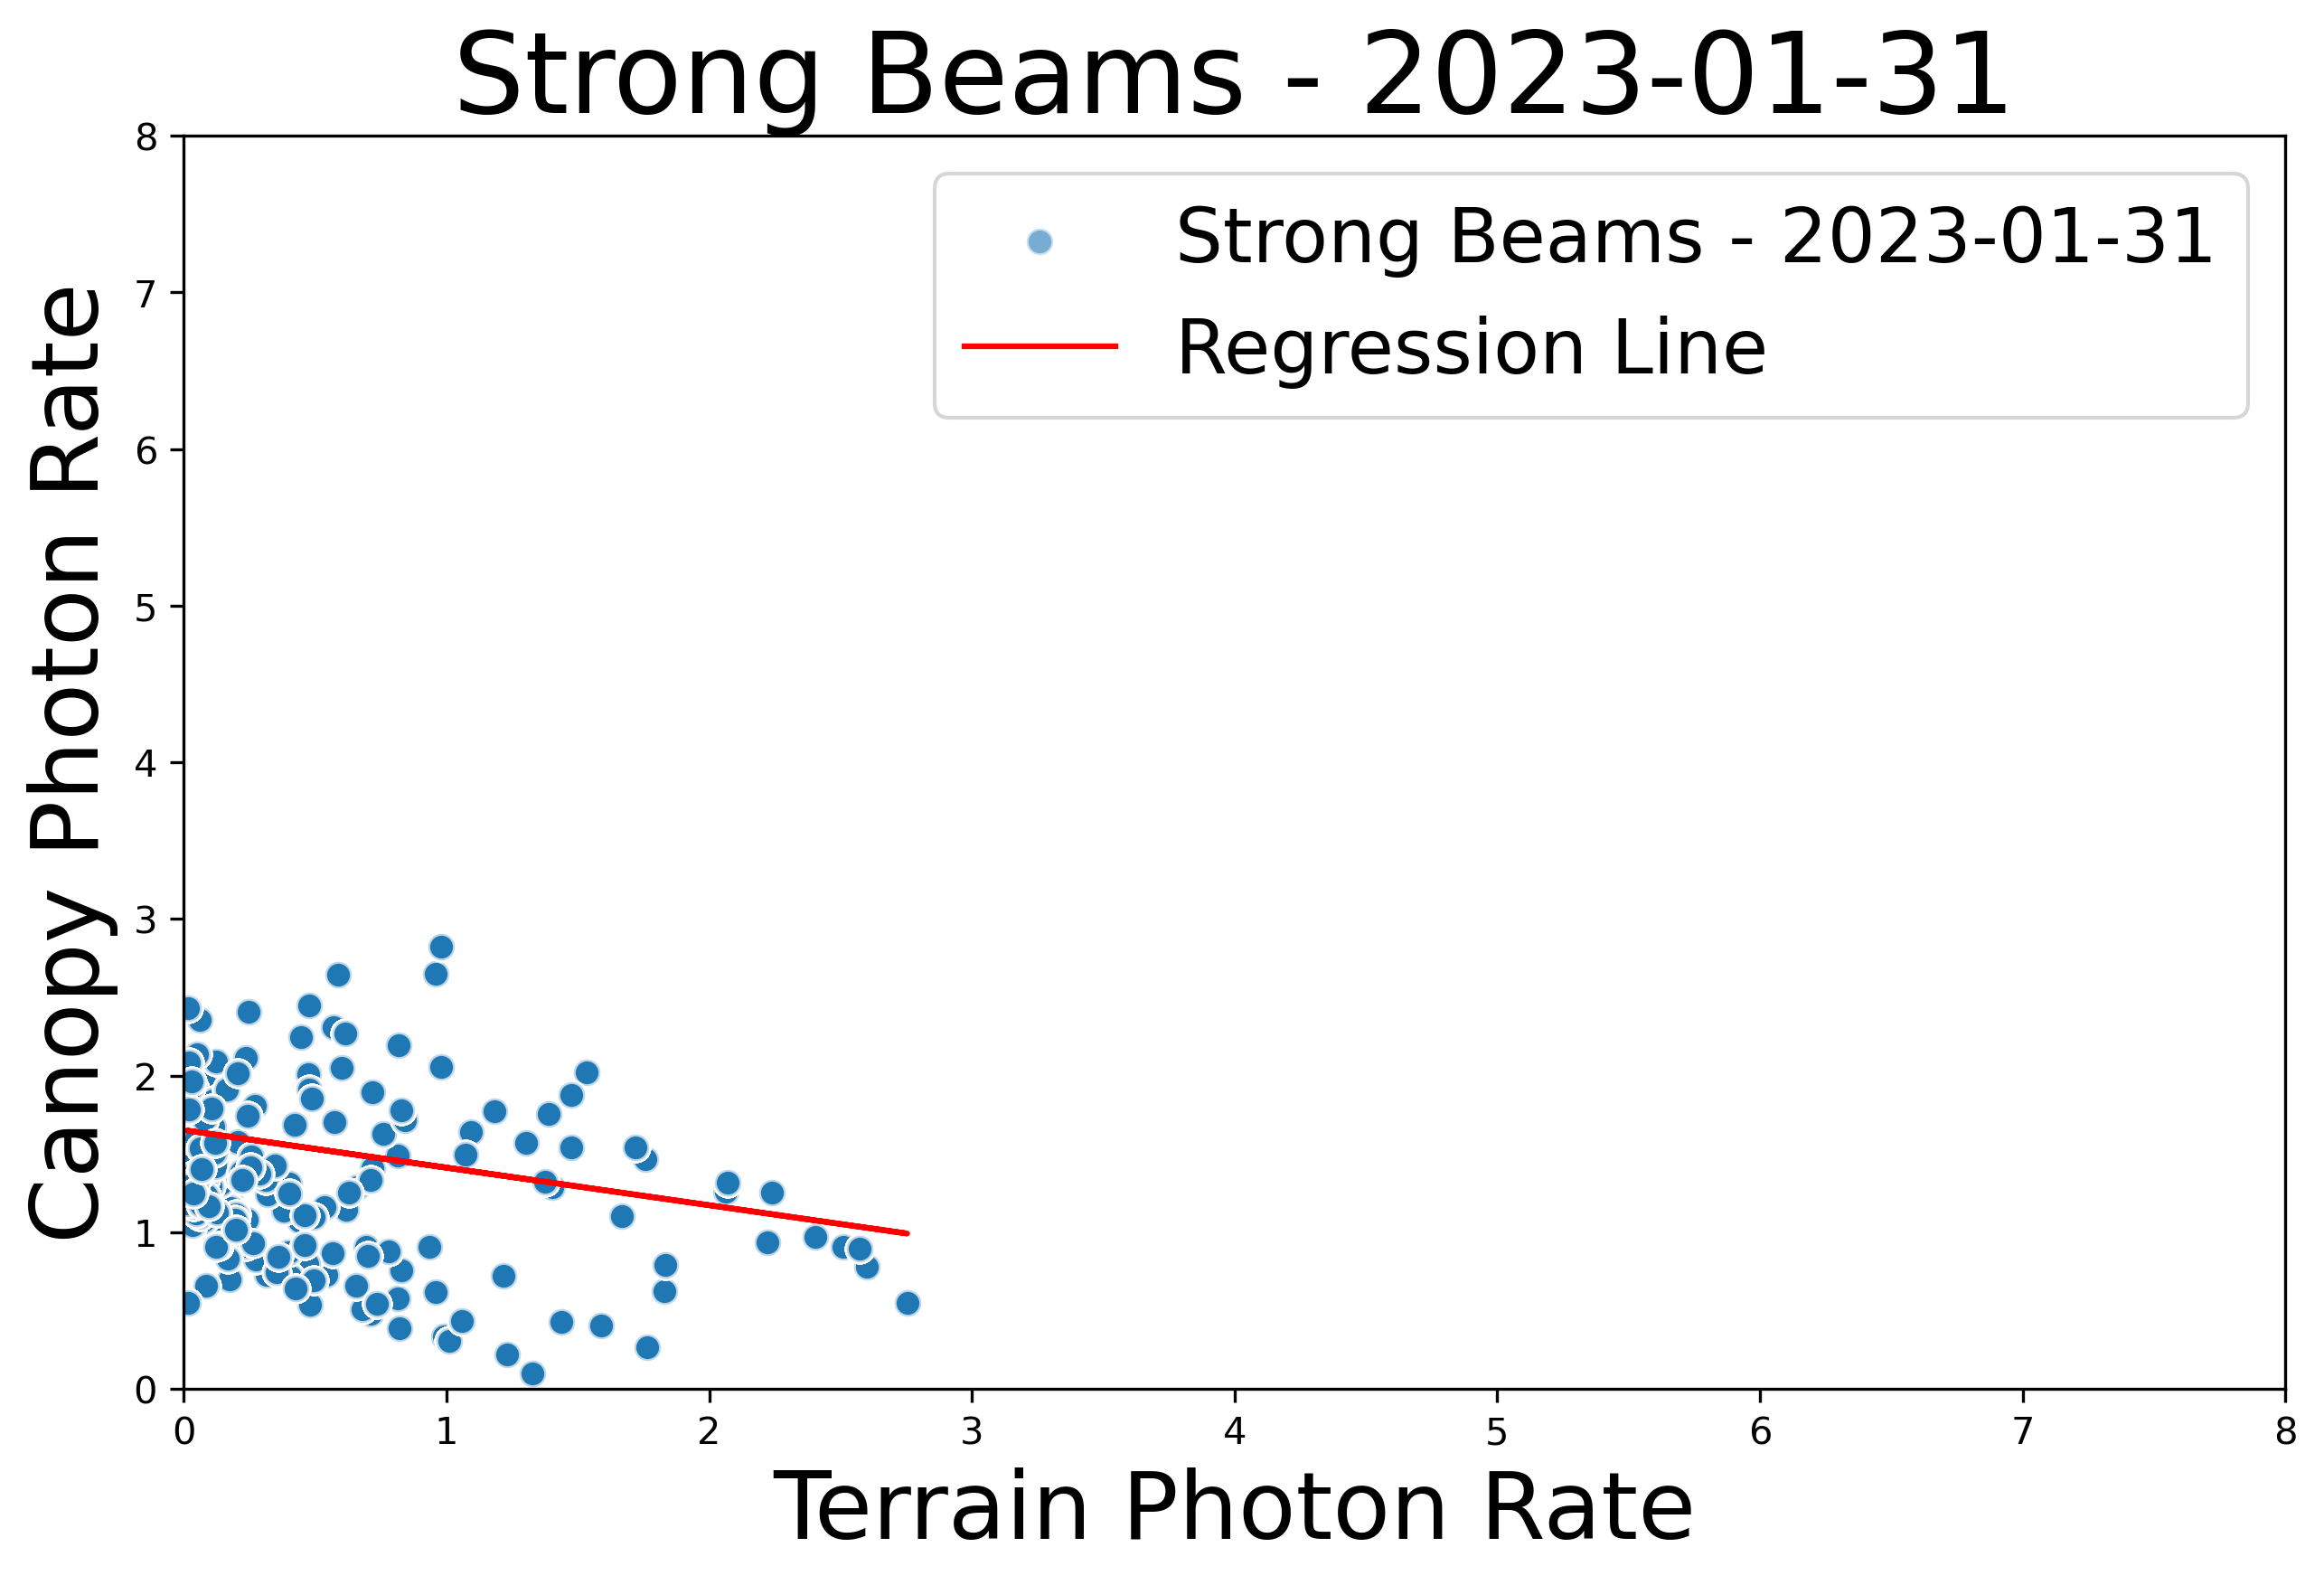 Strong Beams - 2023-01-31
Strong Beams - 2023-01-31
Regression Line
Canopy Photon Rate
8
7
6
5
4
3
2
1
0
0 1 2 3 4 5 6 7 8
Terrain Photon Rate